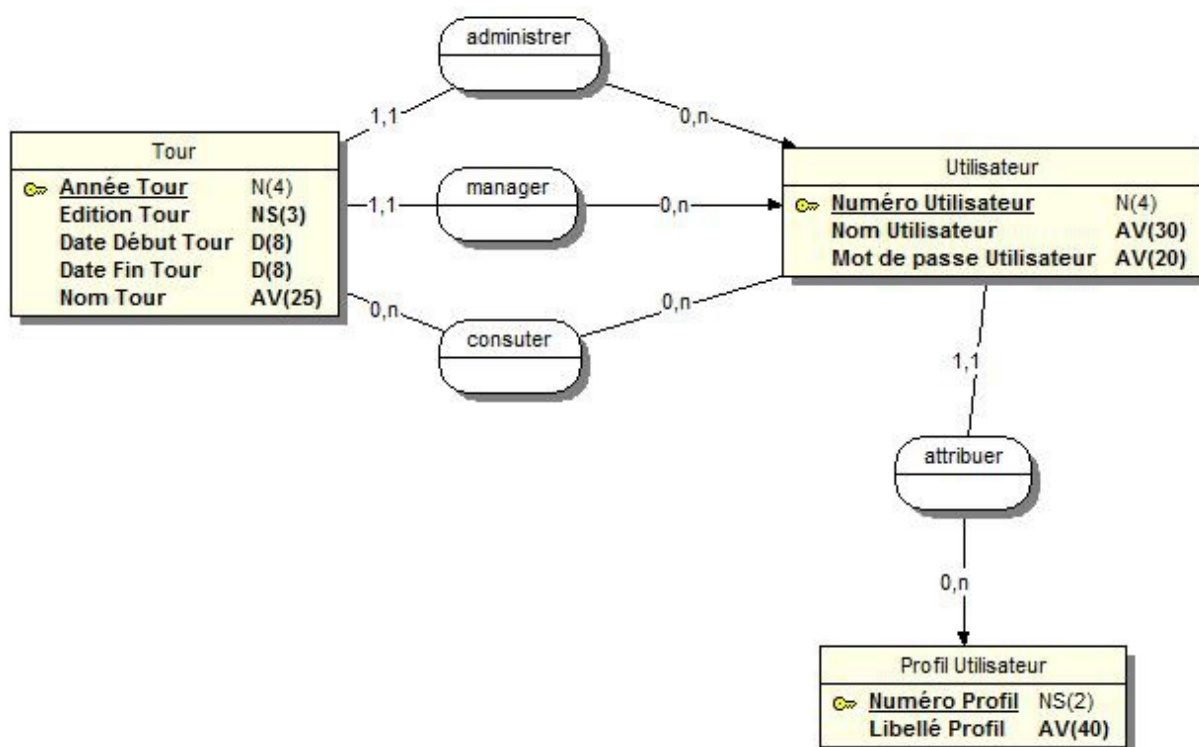 administrer
1,1
0,n
Tour
Année Tour N(4)
Edition Tour NS(3)
Date Début Tour D(8)
Date Fin Tour D(8)
Nom Tour AV(25)
manager
1,1
0,n
Utilisateur
Numéro Utilisateur N(4)
Nom Utilisateur AV(30)
Mot de passe Utilisateur AV(20)
0,n
0,n
consuter
1,1
attribuer
0,n
Profil Utilisateur
Numéro Profil NS(2)
Libellé Profil AV(40)